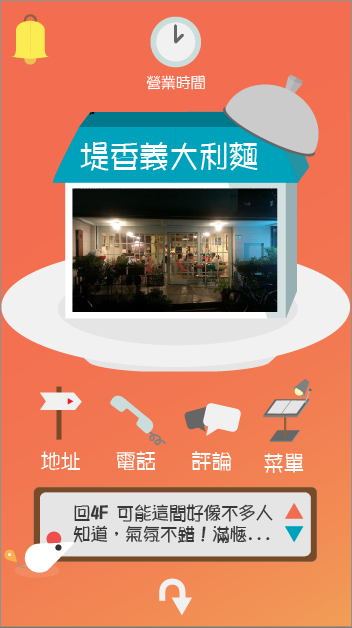 營業時間
堤香義大利麵
地址
電話
評論
菜單
回4F 可能這間好像不多人
知道，氣氛不錯！滿愜...